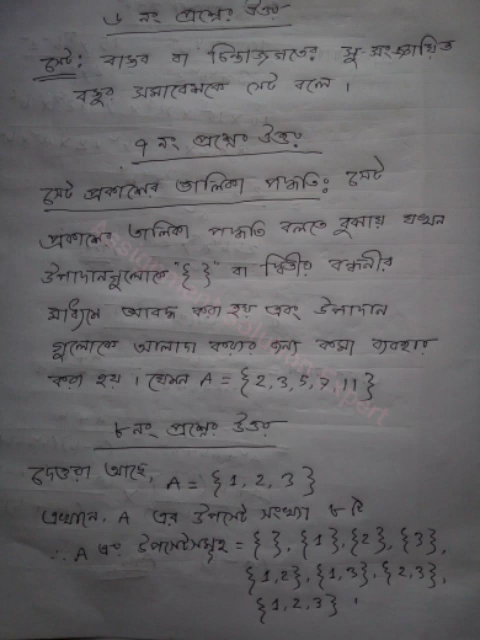 ৬ নং প্রশ্নের উত্তর
সেট: বাস্তব বা চিন্তাজগতের সু-সংজ্ঞায়িত
বস্তুর সমাবেশকে সেট বলে।
৭ নং প্রশ্নের উত্তর
সেট প্রকাশের তালিকা পদ্ধতি: সেট
প্রকাশের তালিকা পদ্ধতি বলতে বুঝায় যখন
উপাদানগুলোকে "{ }" বা দ্বিতীয় বন্ধনীর
মাধ্যমে আবদ্ধ করা হয় এবং উপাদান
গুলোকে আলাদা করার জন্য কমা ব্যবহার
করা হয়। যেমন A = {2, 3, 5, 7, 11}
৮ নং প্রশ্নের উত্তর
দেওয়া আছে, A = {1, 2, 3}
এখানে, A এর উপসেট সংখ্যা ৮ টি
∴ A এর উপসেটসমূহ = { }, {1}, {2}, {3},
{1,2}, {1,3}, {2,3},
{1,2,3}.